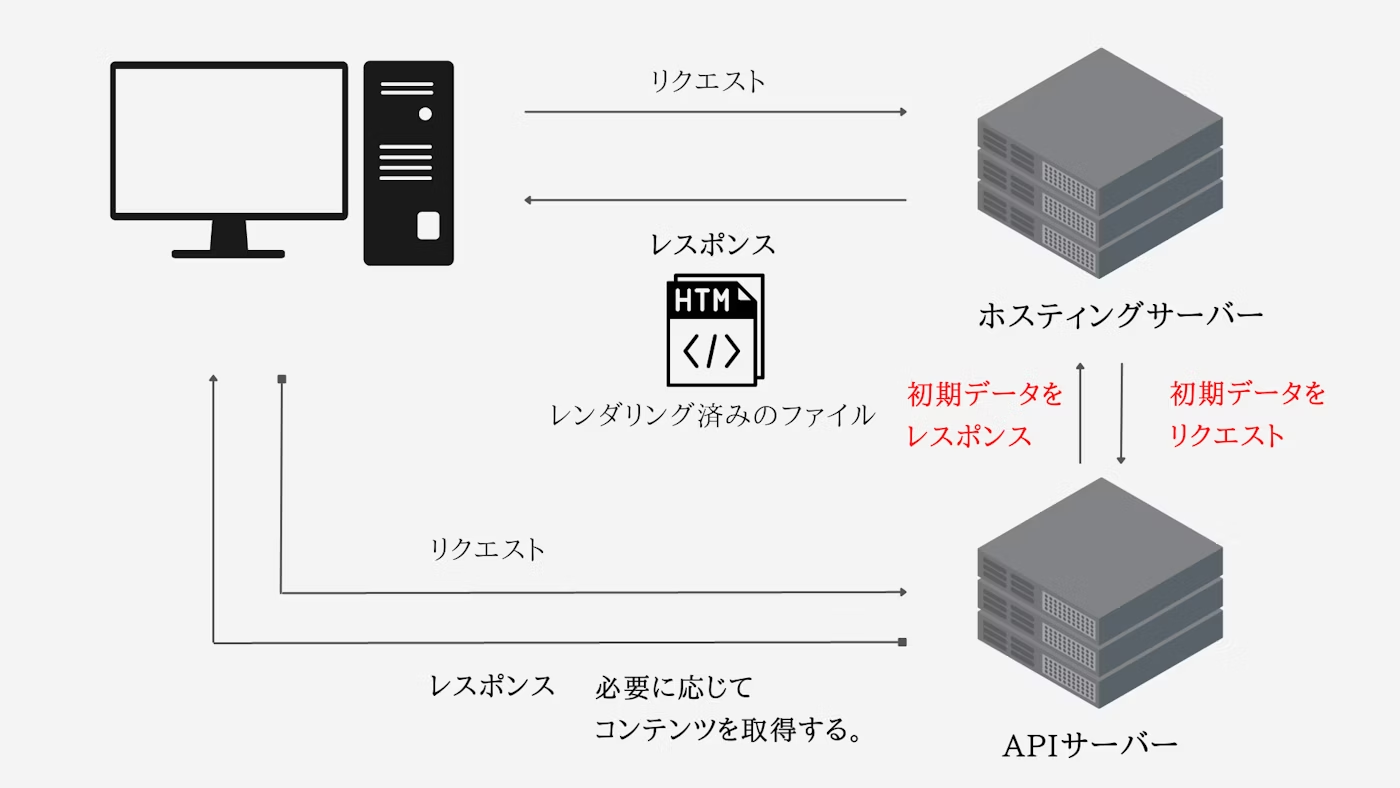 リクエスト
レスポンス
HTM
</>
レンダリング済みのファイル
ホスティングサーバー
初期データを
レスポンス
初期データを
リクエスト
リクエスト
レスポンス
必要に応じて
コンテンツを取得する。
APIサーバー